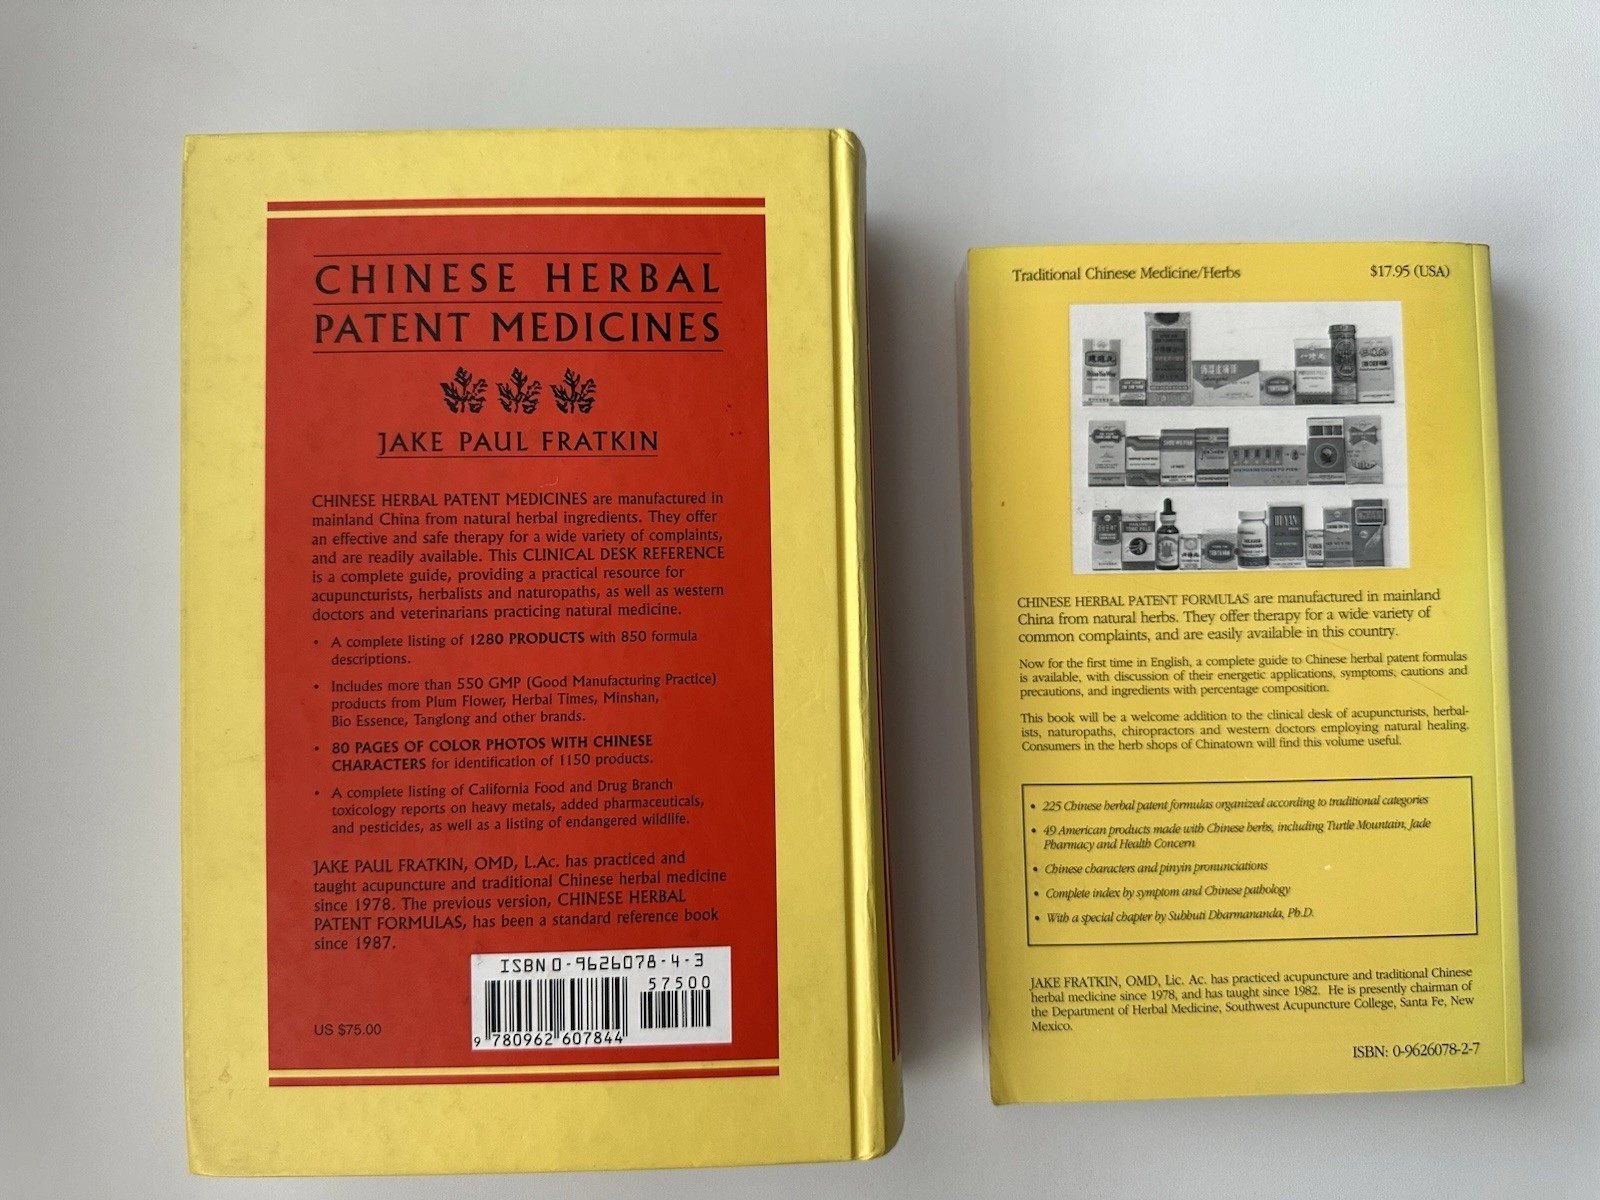 CHINESE HERBAL
PATENT MEDICINES
JAKE PAUL FRATKIN
CHINESE HERBAL PATENT MEDICINES are manufactured in
mainland China from natural herbal ingredients. They offer
an effective and safe therapy for a wide variety of complaints,
and are readily available. This CLINICAL DESK REFERENCE
is a complete guide, providing a practical resource for
acupuncturists, herbalists and naturopaths, as well as western
doctors and veterinarians practicing natural medicine.
• A complete listing of 1280 PRODUCTS with 850 formula
descriptions.
• Includes more than 550 GMP (Good Manufacturing Practice)
products from Plum Flower, Herbal Times, Minshan,
Bio Essence, Tanglong and other brands.
• 80 PAGES OF COLOR PHOTOS WITH CHINESE
CHARACTERS for identification of 1150 products.
• A complete listing of California Food and Drug Branch
toxicology reports on heavy metals, added pharmaceuticals,
and pesticides, as well as a listing of endangered wildlife.
JAKE PAUL FRATKIN, OMD, L.Ac. has practiced and
taught acupuncture and traditional Chinese herbal medicine
since 1978. The previous version, CHINESE HERBAL
PATENT FORMULAS, has been a standard reference book
since 1987.
ISBN 0-9626078-4-3
57500
9 780962 607844
US $75.00
Traditional Chinese Medicine/Herbs
$17.95 (USA)
CHINESE HERBAL PATENT FORMULAS are manufactured in mainland
China from natural herbs. They offer therapy for a wide variety of
common complaints, and are easily available in this country.
Now for the first time in English, a complete guide to Chinese herbal patent formulas
is available, with discussion of their energetic applications, symptoms, cautions and
precautions, and ingredients with percentage composition.
This book will be a welcome addition to the clinical desk of acupuncturists, herbal-
ists, naturopaths, chiropractors and western doctors employing natural healing.
Consumers in the herb shops of Chinatown will find this volume useful.
• 225 Chinese herbal patent formulas organized according to traditional categories
• 49 American products made with Chinese herbs, including Turtle Mountain, Jade
Pharmacy and Health Concern
• Chinese characters and pinyin pronunciations
• Complete index by symptom and Chinese pathology
• With a special chapter by Subhuti Dharmananda, Ph.D.
JAKE FRATKIN, OMD, Lic. Ac. has practiced acupuncture and traditional Chinese
herbal medicine since 1978, and has taught since 1982. He is presently chairman of
the Department of Herbal Medicine, Southwest Acupuncture College, Santa Fe, New
Mexico.
ISBN: 0-9626078-2-7